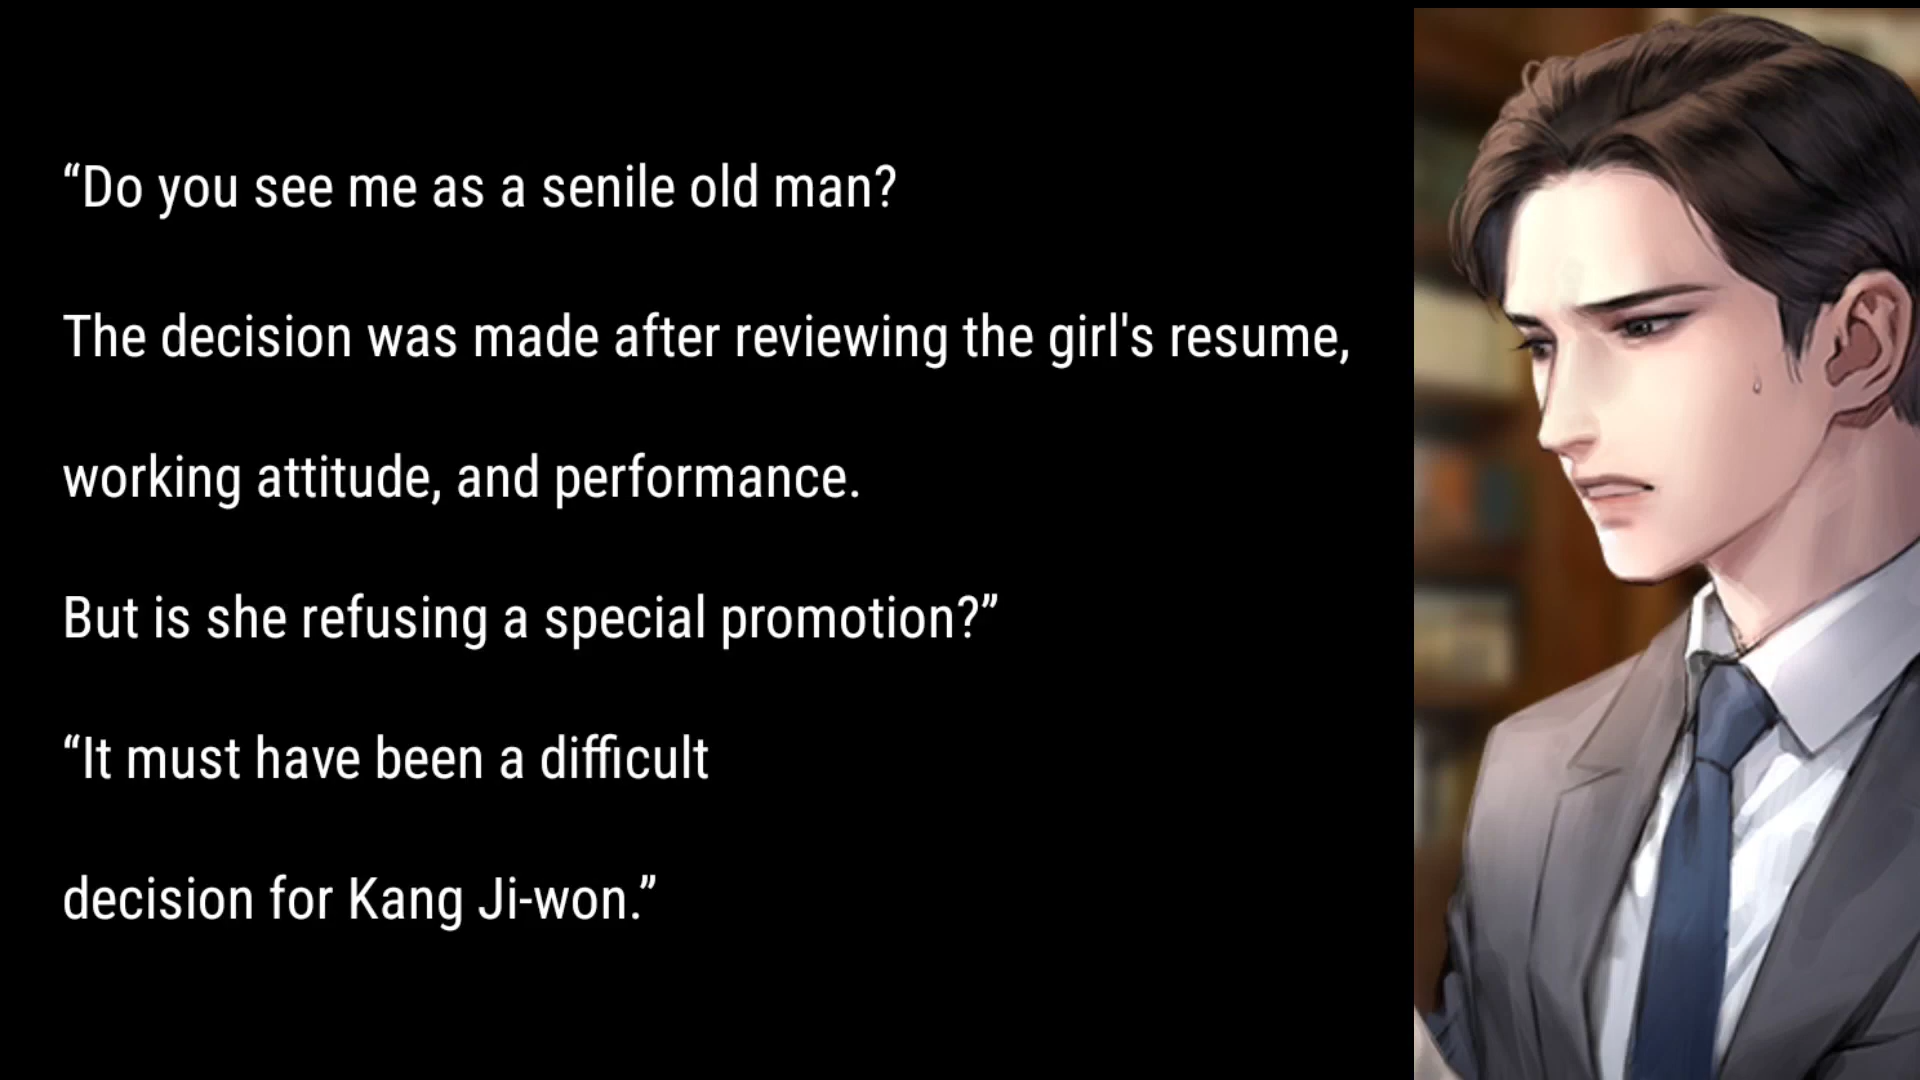 “Do you see me as a senile old man?
The decision was made after reviewing the girl's resume,
working attitude, and performance.
But is she refusing a special promotion?”
“It must have been a difficult
decision for Kang Ji-won.”